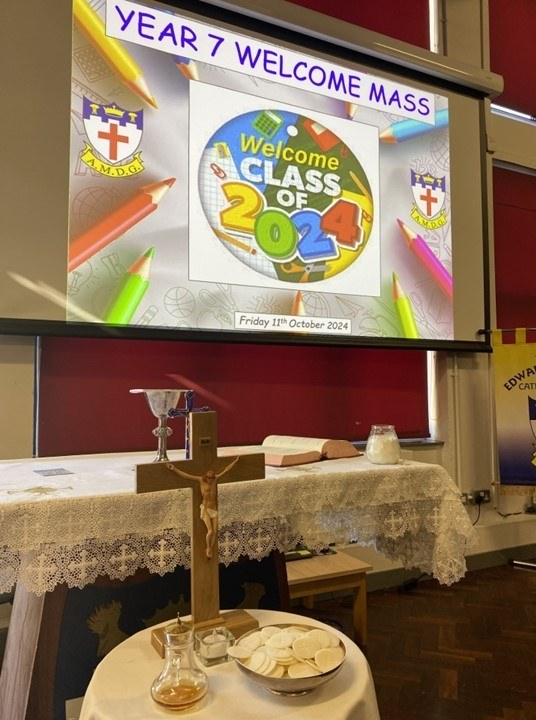 YEAR 7 WELCOME MASS
Welcome
CLASS
OF
2024
A.M.D.G.
A.M.D.G.
Friday 11th October 2024